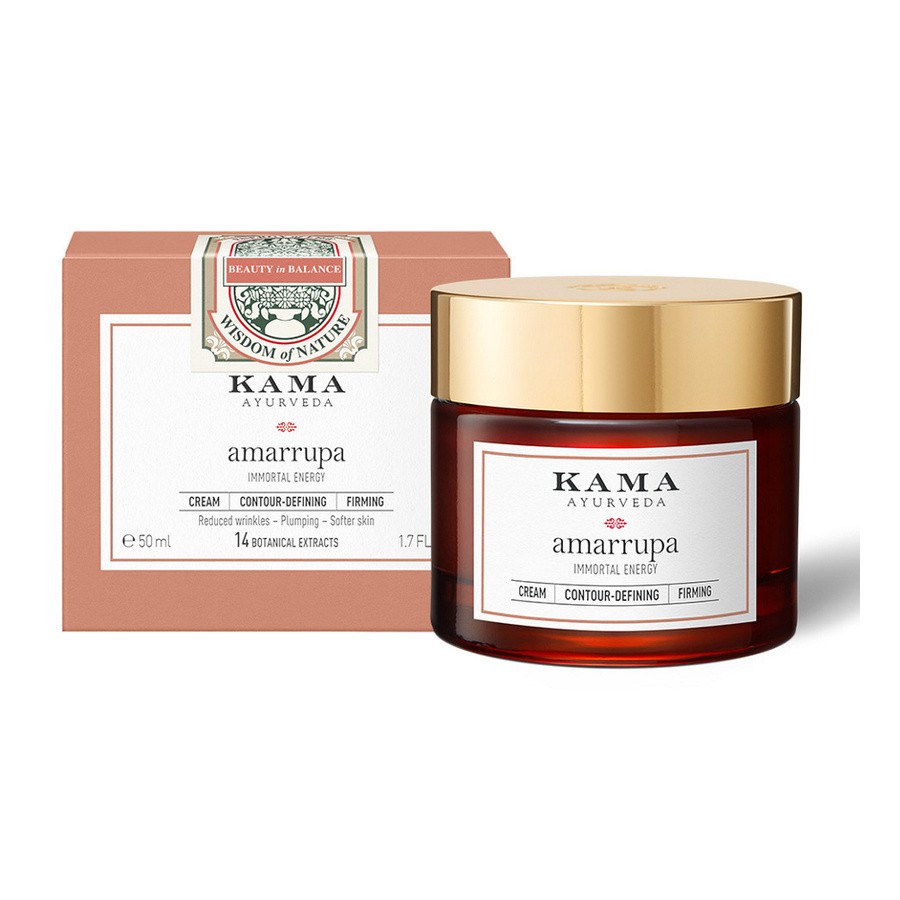 BEAUTY in BALANCE
WISDOM of NATURE
KAMA
AYURVEDA
amarrupa
IMMORTAL ENERGY
CREAM | CONTOUR-DEFINING | FIRMING
Reduced wrinkles – Plumping – Softer skin
℮ 50 ml 14 BOTANICAL EXTRACTS 1.7 FL
KAMA
AYURVEDA
amarrupa
IMMORTAL ENERGY
CREAM | CONTOUR-DEFINING | FIRMING